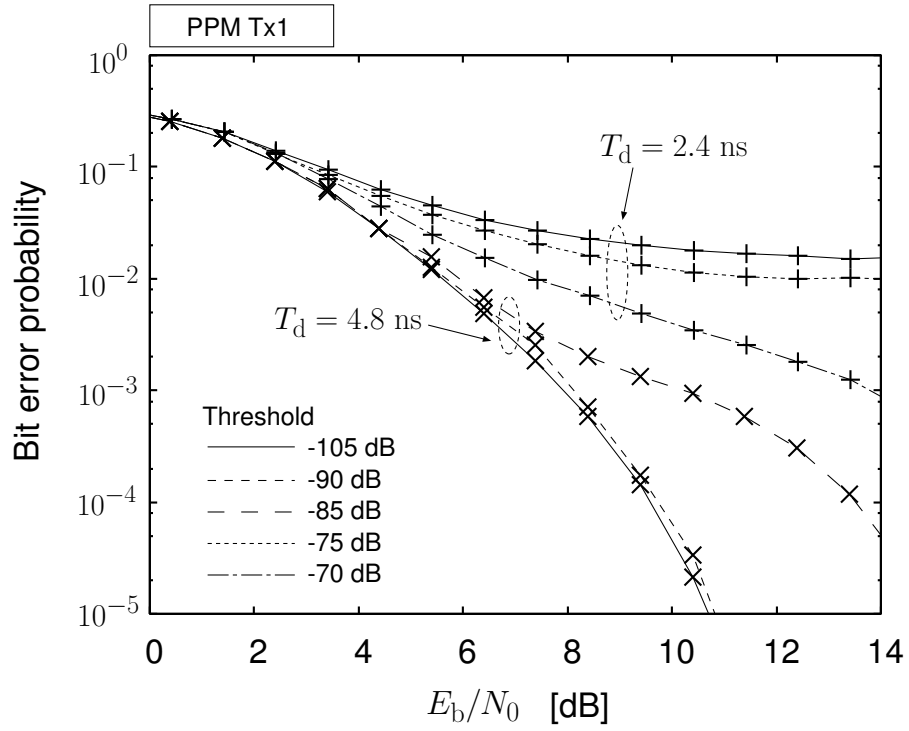 PPM Tx1
10^0
10^{-1}
10^{-2}
10^{-3}
10^{-4}
10^{-5}
Bit error probability
T_d = 2.4 ns
T_d = 4.8 ns
Threshold
-105 dB
-90 dB
-85 dB
-75 dB
-70 dB
0 2 4 6 8 10 12 14
E_b/N_0 [dB]